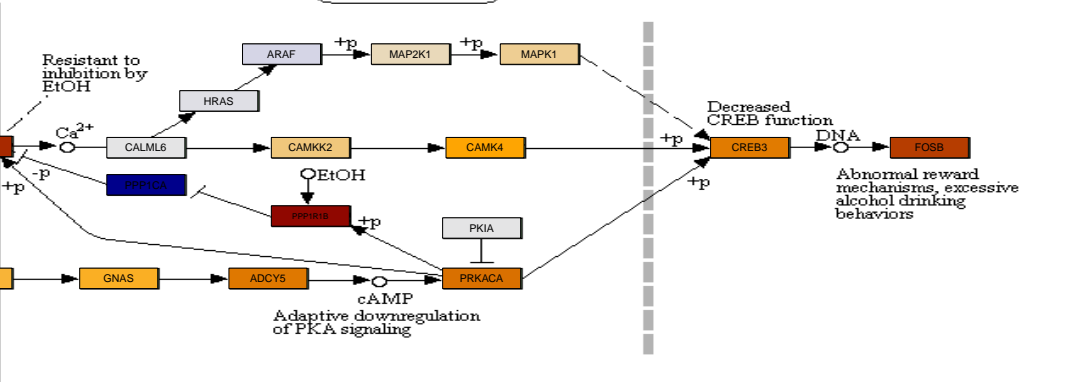 ARAF
+p
MAP2K1
+p
MAPK1
Resistant to
inhibition by
EtOH
HRAS
Decreased
CREB function
Ca2+
CALML6
CAMKK2
CAMK4
+p
CREB3
DNA
FOSB
-p
+p
PPP1CA
EtOH
+p
Abnormal reward
mechanisms, excessive
alcohol drinking
behaviors
PPP1R1B
+p
PKIA
GNAS
ADCY5
PRKACA
cAMP
Adaptive downregulation
of PKA signaling